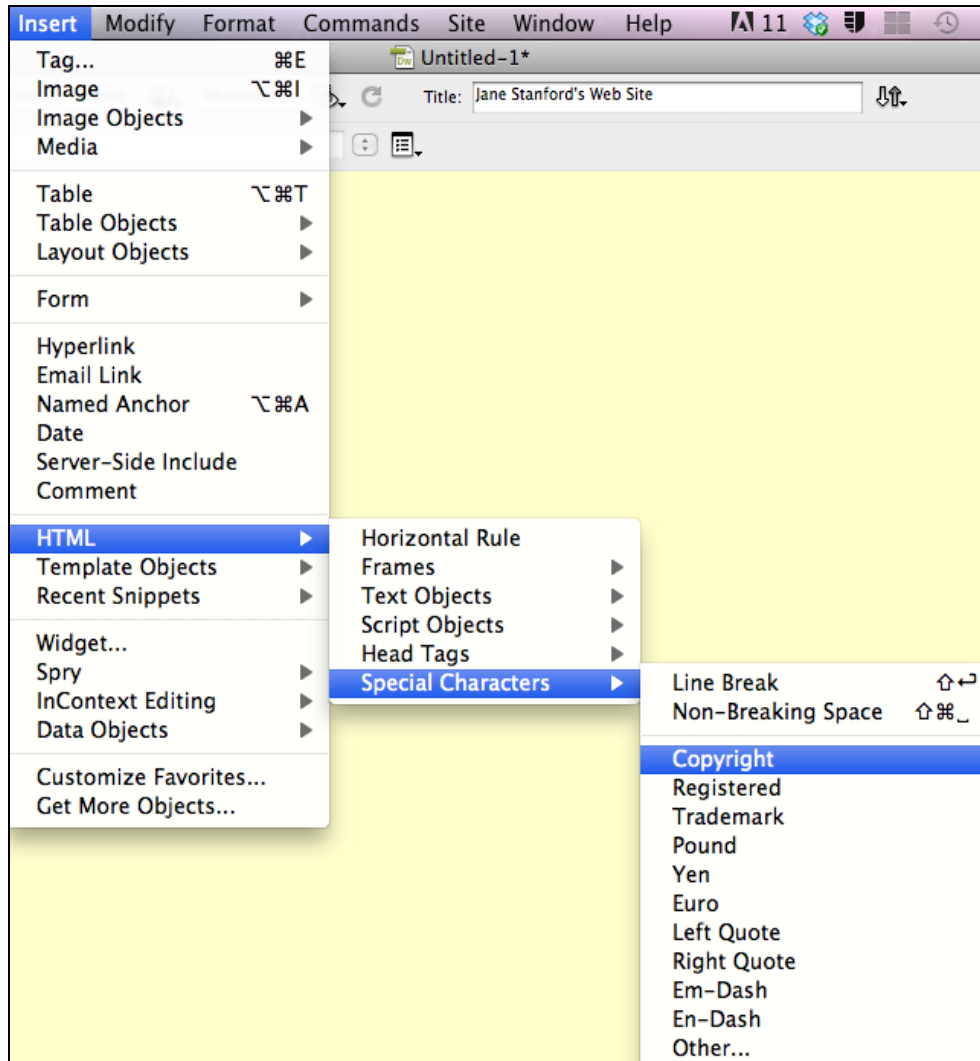 Insert Modify Format Commands Site Window Help 11
Tag... ⌘E
Dw Untitled-1*
Image ⌥⌘I
Title: Jane Stanford's Web Site
Image Objects
Media
Table ⌥⌘T
Table Objects
Layout Objects
Form
Hyperlink
Email Link
Named Anchor ⌥⌘A
Date
Server-Side Include
Comment
HTML
Template Objects
Recent Snippets
Widget...
Spry
InContext Editing
Data Objects
Customize Favorites...
Get More Objects...
Horizontal Rule
Frames
Text Objects
Script Objects
Head Tags
Special Characters
Line Break ⇧↩
Non-Breaking Space ⇧⌘_
Copyright
Registered
Trademark
Pound
Yen
Euro
Left Quote
Right Quote
Em-Dash
En-Dash
Other...